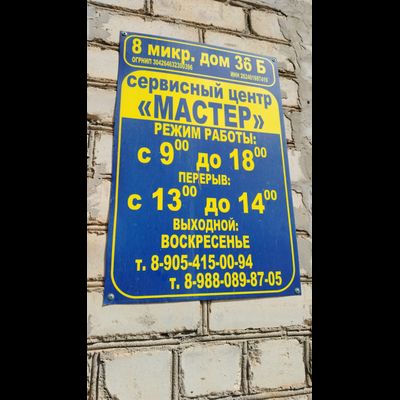 8 микр. дом 36 Б
сервисный центр
«МАСТЕР»
РЕЖИМ РАБОТЫ:
с 9⁰⁰ до 18⁰⁰
ПЕРЕРЫВ:
с 13⁰⁰ до 14⁰⁰
ВЫХОДНОЙ:
ВОСКРЕСЕНЬЕ
т. 8-905-415-00-94
т. 8-988-089-87-05